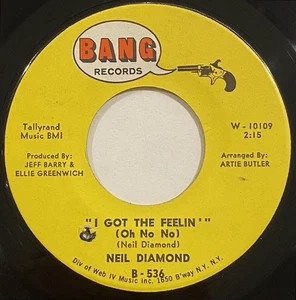 BANG
RECORDS
Tallyrand
Music BMI
W - 10109
2:15
Produced By:
JEFF BARRY &
ELLIE GREENWICH
Arranged By:
ARTIE BUTLER
"I GOT THE FEELIN'"
(Oh No No)
(Neil Diamond)
NEIL DIAMOND
B - 536
Div of Web IV Music Inc. 1650 B'way N.Y. N.Y.